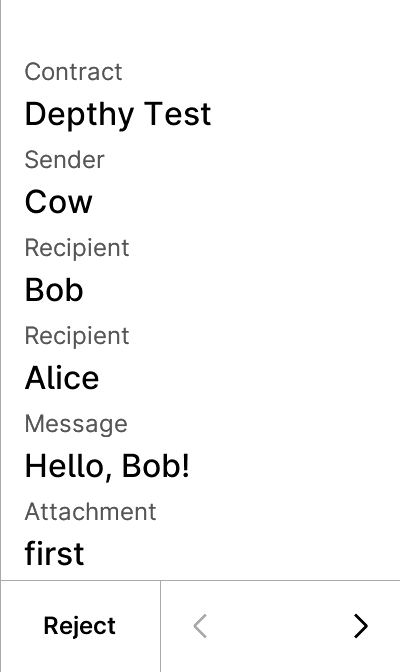 Contract
Depthy Test
Sender
Cow
Recipient
Bob
Recipient
Alice
Message
Hello, Bob!
Attachment
first
Reject